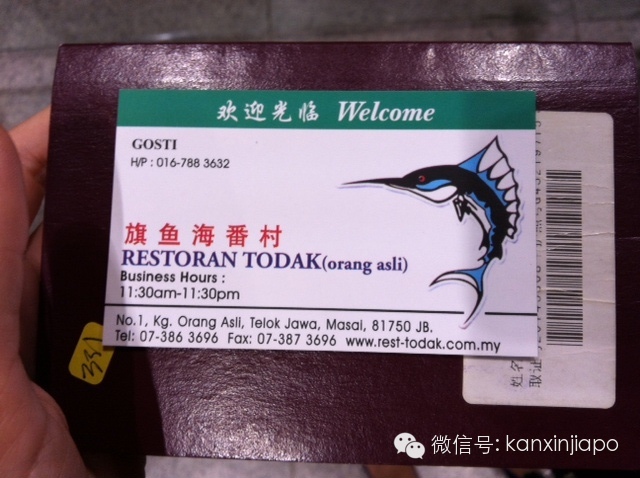 欢迎光临 Welcome
GOSTI
H/P : 016-788 3632
旗鱼海番村
RESTORAN TODAK(orang asli)
Business Hours :
11:30am-11:30pm
No.1, Kg. Orang Asli, Telok Jawa, Masai, 81750 JB.
Tel: 07-386 3696 Fax: 07-387 3696 www.rest-todak.com.my
331
姓名
微信号: kanxinjiapo